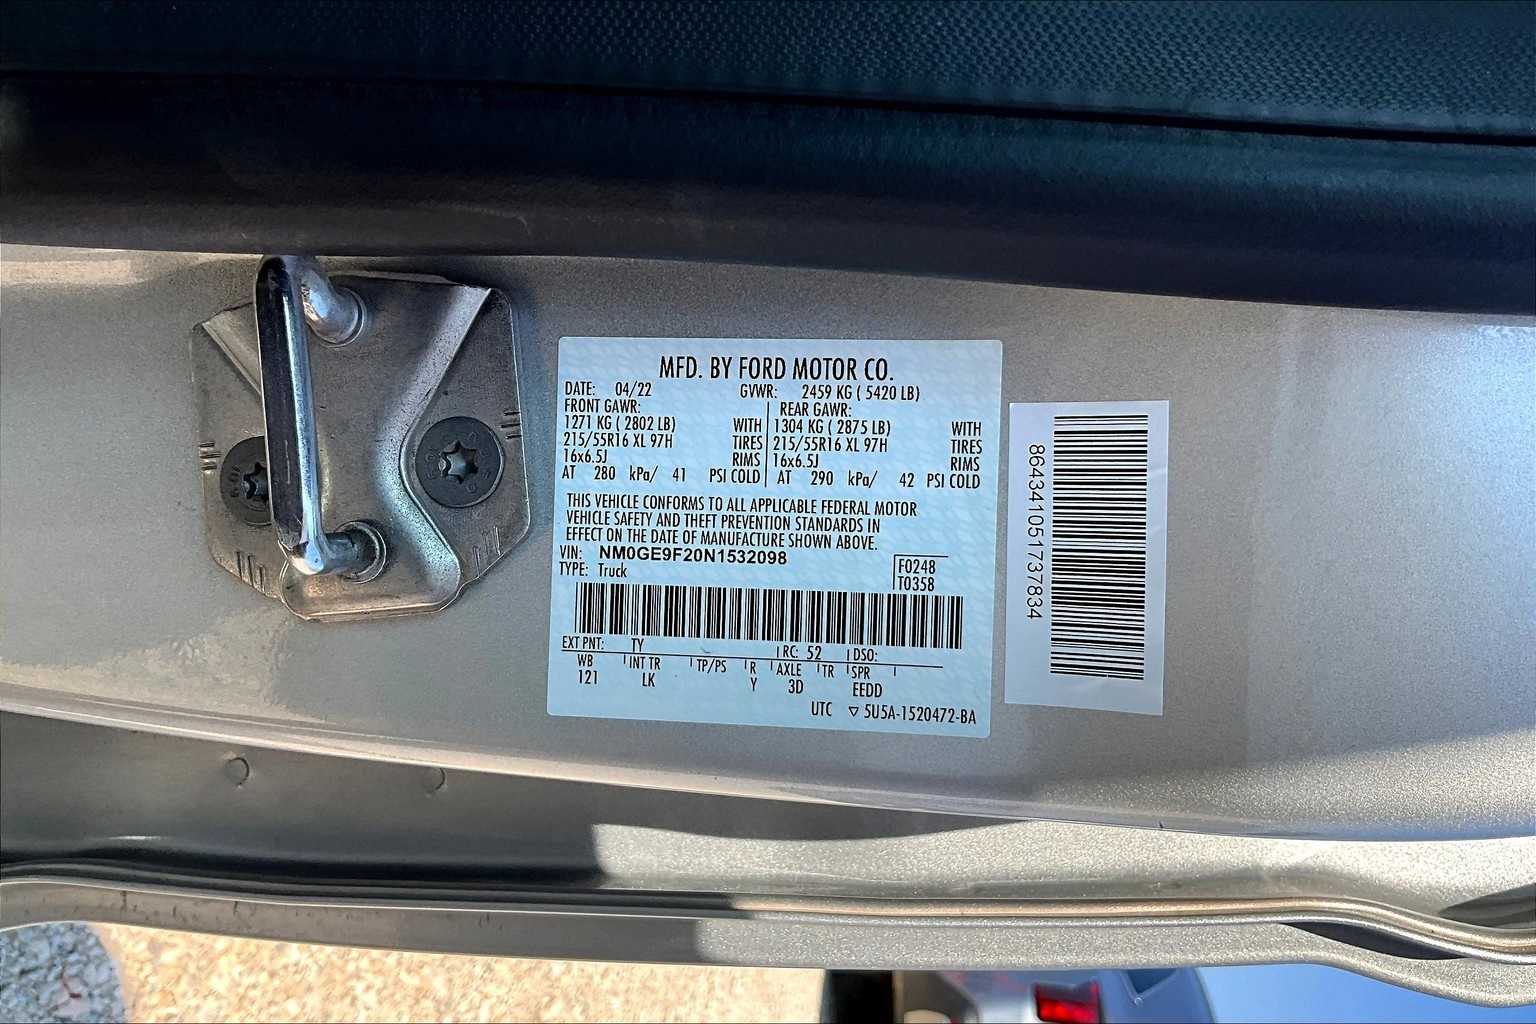 MFD. BY FORD MOTOR CO.
DATE: 04/22 GVWR: 2459 KG ( 5420 LB)
FRONT GAWR: REAR GAWR:
1271 KG ( 2802 LB) WITH 1304 KG ( 2875 LB) WITH
215/55R16 XL 97H TIRES 215/55R16 XL 97H TIRES
16x6.5J RIMS 16x6.5J RIMS
AT 280 kPa/ 41 PSI COLD AT 290 kPa/ 42 PSI COLD
THIS VEHICLE CONFORMS TO ALL APPLICABLE FEDERAL MOTOR
VEHICLE SAFETY AND THEFT PREVENTION STANDARDS IN
EFFECT ON THE DATE OF MANUFACTURE SHOWN ABOVE.
VIN: NM0GE9F20N1532098
TYPE: Truck
F0248
T0358
EXT PNT: TY RC: 52 DSO:
WB INT TR TP/PS R AXLE TR SPR
121 LK Y 3D EEDD
UTC ▽ 5U5A-1520472-BA
864341051737834